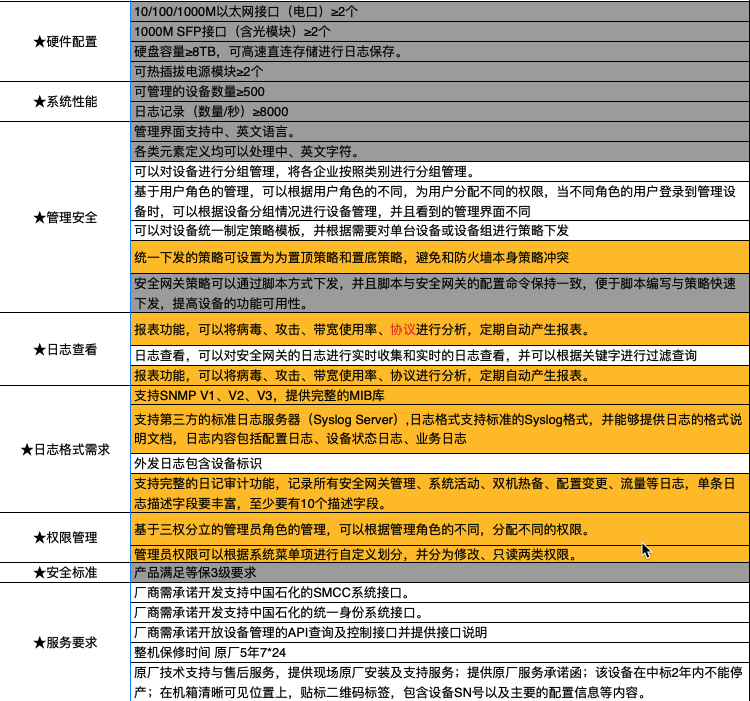 ★硬件配置
10/100/1000M以太网接口（电口）≥2个
1000M SFP接口（含光模块）≥2个
硬盘容量≥8TB，可高速直连存储进行日志保存。
可热插拔电源模块≥2个
★系统性能
可管理的设备数量≥500
日志记录（数量/秒）≥8000
★管理安全
管理界面支持中、英文语言。
各类元素定义均可以处理中、英文字符。
可以对设备进行分组管理，将各企业按照类别进行分组管理。
基于用户角色的管理，可以根据用户角色的不同，为用户分配不同的权限，当不同角色的用户登录到管理设
备时，可以根据设备分组情况进行设备管理，并且看到的管理界面不同
可以对设备统一制定策略模板，并根据需要对单台设备或设备组进行策略下发
统一下发的策略可设置为为置顶策略和置底策略，避免和防火墙本身策略冲突
安全网关策略可以通过脚本方式下发，并且脚本与安全网关的配置命令保持一致，便于脚本编写与策略快速
下发，提高设备的功能可用性。
★日志查看
报表功能，可以将病毒、攻击、带宽使用率、协议进行分析，定期自动产生报表。
日志查看，可以对安全网关的日志进行实时收集和实时的日志查看，并可以根据关键字进行过滤查询
报表功能，可以将病毒、攻击、带宽使用率、协议进行分析，定期自动产生报表。
★日志格式需求
支持SNMP V1、V2、V3，提供完整的MIB库
支持第三方的标准日志服务器（Syslog Server）,日志格式支持标准的Syslog格式，并能够提供日志的格式说
明文档，日志内容包括配置日志、设备状态日志、业务日志
外发日志包含设备标识
支持完整的日记审计功能，记录所有安全网关管理、系统活动、双机热备、配置变更、流量等日志，单条日
志描述字段要丰富，至少要有10个描述字段。
★权限管理
基于三权分立的管理员角色的管理，可以根据管理角色的不同，分配不同的权限。
管理员权限可以根据系统菜单项进行自定义划分，并分为修改、只读两类权限。
★安全标准
产品满足等保3级要求
★服务要求
厂商需承诺开发支持中国石化的SMCC系统接口。
厂商需承诺开发支持中国石化的统一身份系统接口。
厂商需承诺开放设备管理的API查询及控制接口并提供接口说明
整机保修时间 原厂5年7*24
原厂技术支持与售后服务，提供现场原厂安装及支持服务；提供原厂服务承诺函；该设备在中标2年内不能停
产；在机箱清晰可见位置上，贴标二维码标签，包含设备SN号以及主要的配置信息等内容。